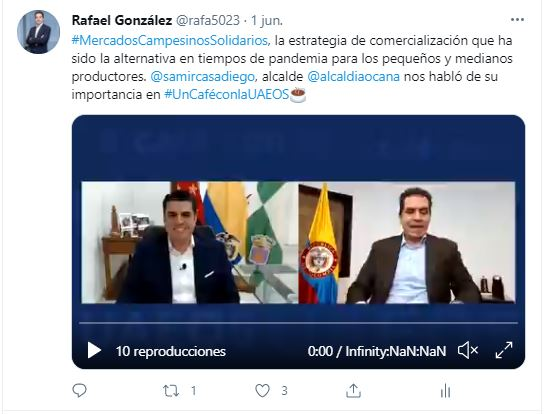 Rafael González @rafa5023 · 1 jun.
#MercadosCampesinosSolidarios, la estrategia de comercialización que ha
sido la alternativa en tiempos de pandemia para los pequeños y medianos
productores. @samircasadiego, alcalde @alcaldiaocana nos habló de su
importancia en #UnCaféconlaUAEOS
10 reproducciones
0:00 / Infinity:NaN:NaN
1
3